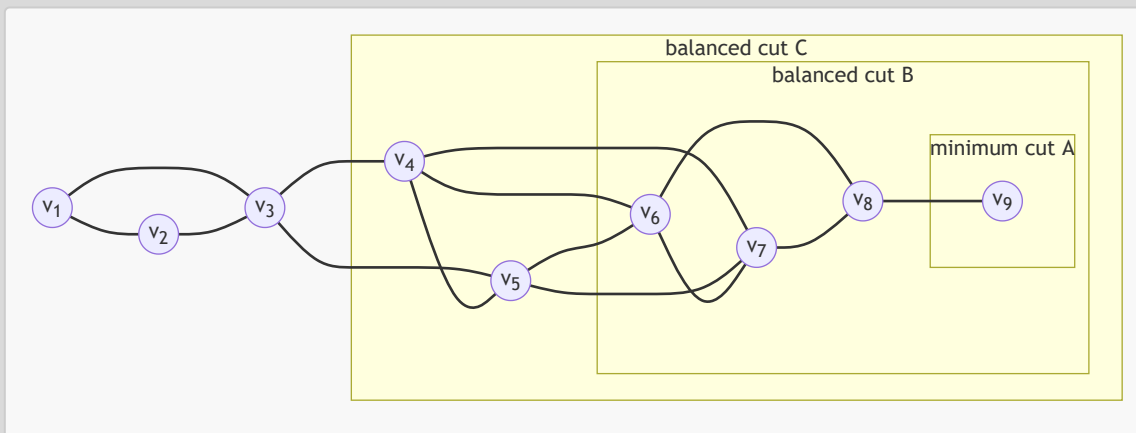 balanced cut C
balanced cut B
minimum cut A
v4
v1
v3
v2
v6
v8
v9
v7
v5